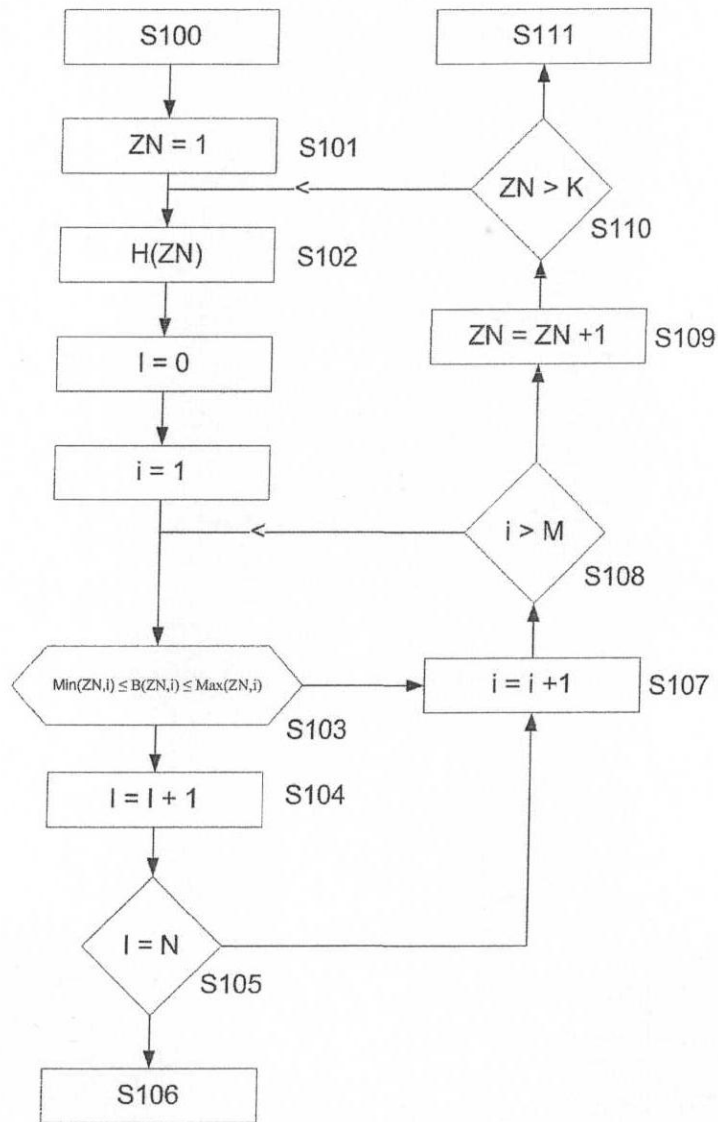 S100
S111
ZN = 1
S101
ZN > K
S110
H(ZN)
S102
ZN = ZN +1
S109
I = 0
i = 1
i > M
S108
Min(ZN,i) ≤ B(ZN,i) ≤ Max(ZN,i)
S103
i = i +1
S107
I = I + 1
S104
I = N
S105
S106